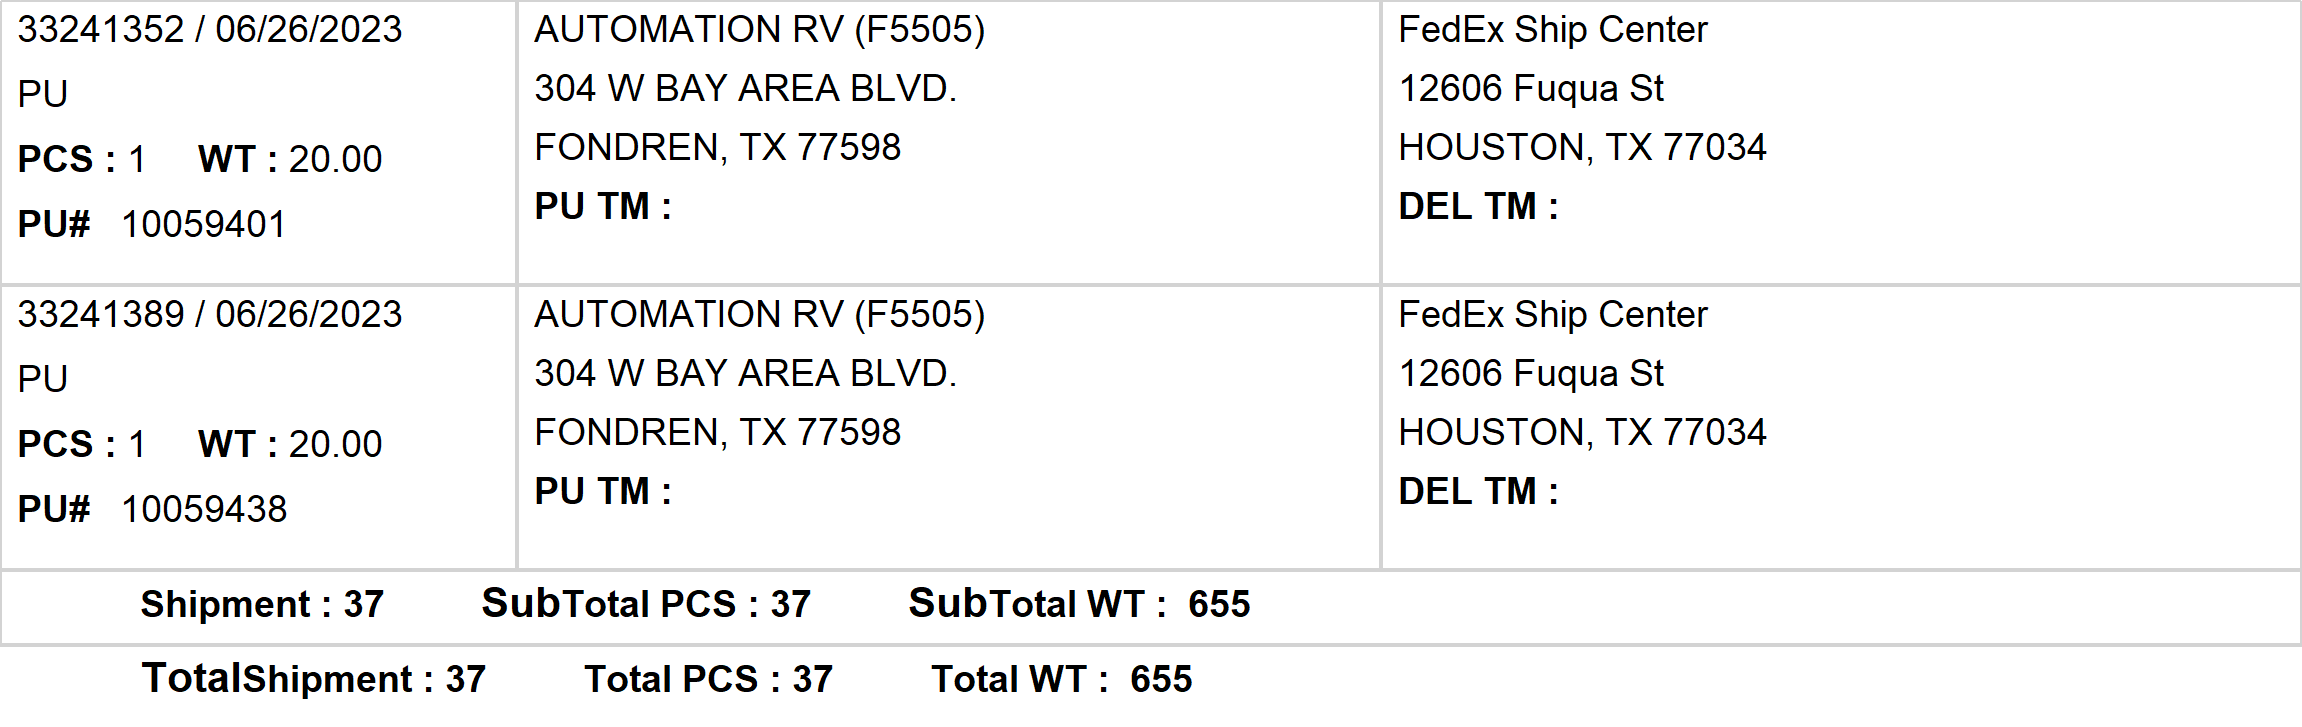 33241352 / 06/26/2023
PU
PCS : 1 WT : 20.00
PU# 10059401
AUTOMATION RV (F5505)
304 W BAY AREA BLVD.
FONDREN, TX 77598
PU TM :
FedEx Ship Center
12606 Fuqua St
HOUSTON, TX 77034
DEL TM :
33241389 / 06/26/2023
PU
PCS : 1 WT : 20.00
PU# 10059438
AUTOMATION RV (F5505)
304 W BAY AREA BLVD.
FONDREN, TX 77598
PU TM :
FedEx Ship Center
12606 Fuqua St
HOUSTON, TX 77034
DEL TM :
Shipment : 37 SubTotal PCS : 37 SubTotal WT : 655
TotalShipment : 37 Total PCS : 37 Total WT : 655